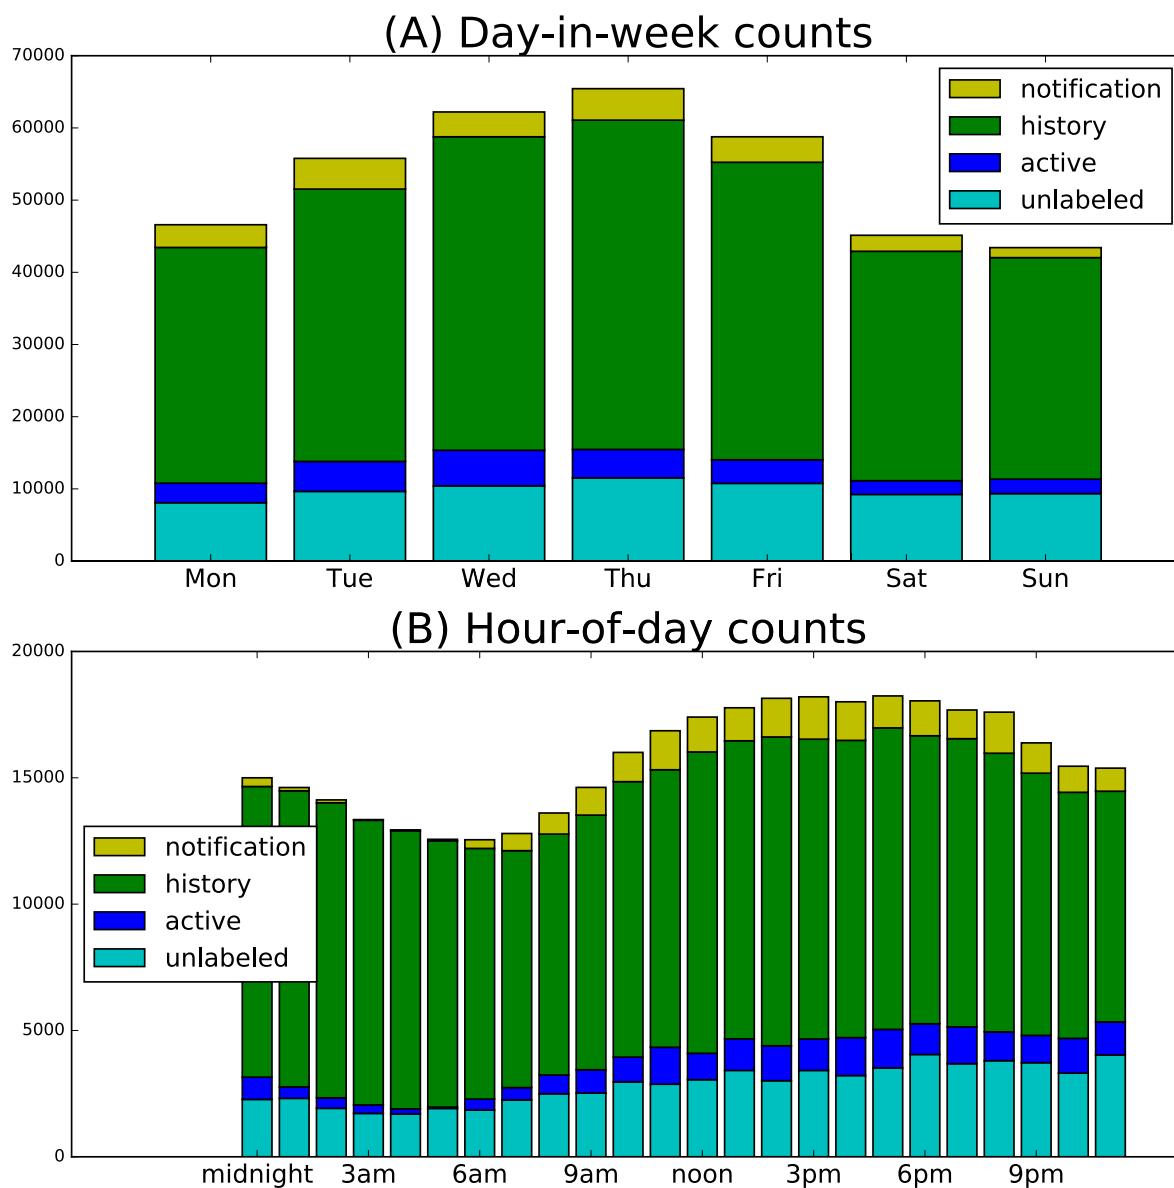 (A) Day-in-week counts
70000
60000
50000
40000
30000
20000
10000
0
notification
history
active
unlabeled
Mon Tue Wed Thu Fri Sat Sun
(B) Hour-of-day counts
20000
15000
10000
5000
0
notification
history
active
unlabeled
midnight 3am 6am 9am noon 3pm 6pm 9pm